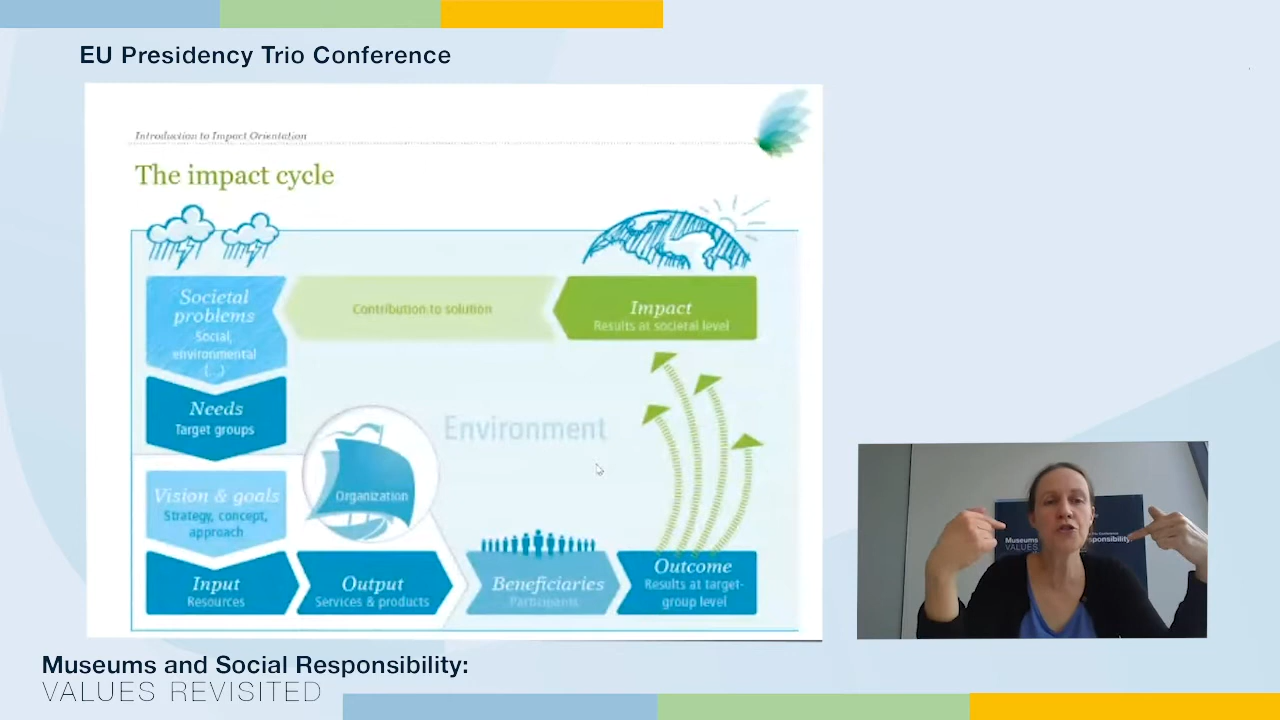 EU Presidency Trio Conference
Introduction to Impact Orientation
The impact cycle
Societal
problems
Social,
environmental
(...)
Contribution to solution
Impact
Results at societal level
Needs
Target groups
Environment
Vision & goals
Strategy, concept,
approach
Organization
Input
Resources
Output
Services & products
Beneficiaries
Participants
Outcome
Results at target-
group level
Museums
VALUES
Museums and Social Responsibility:
VALUES REVISITED